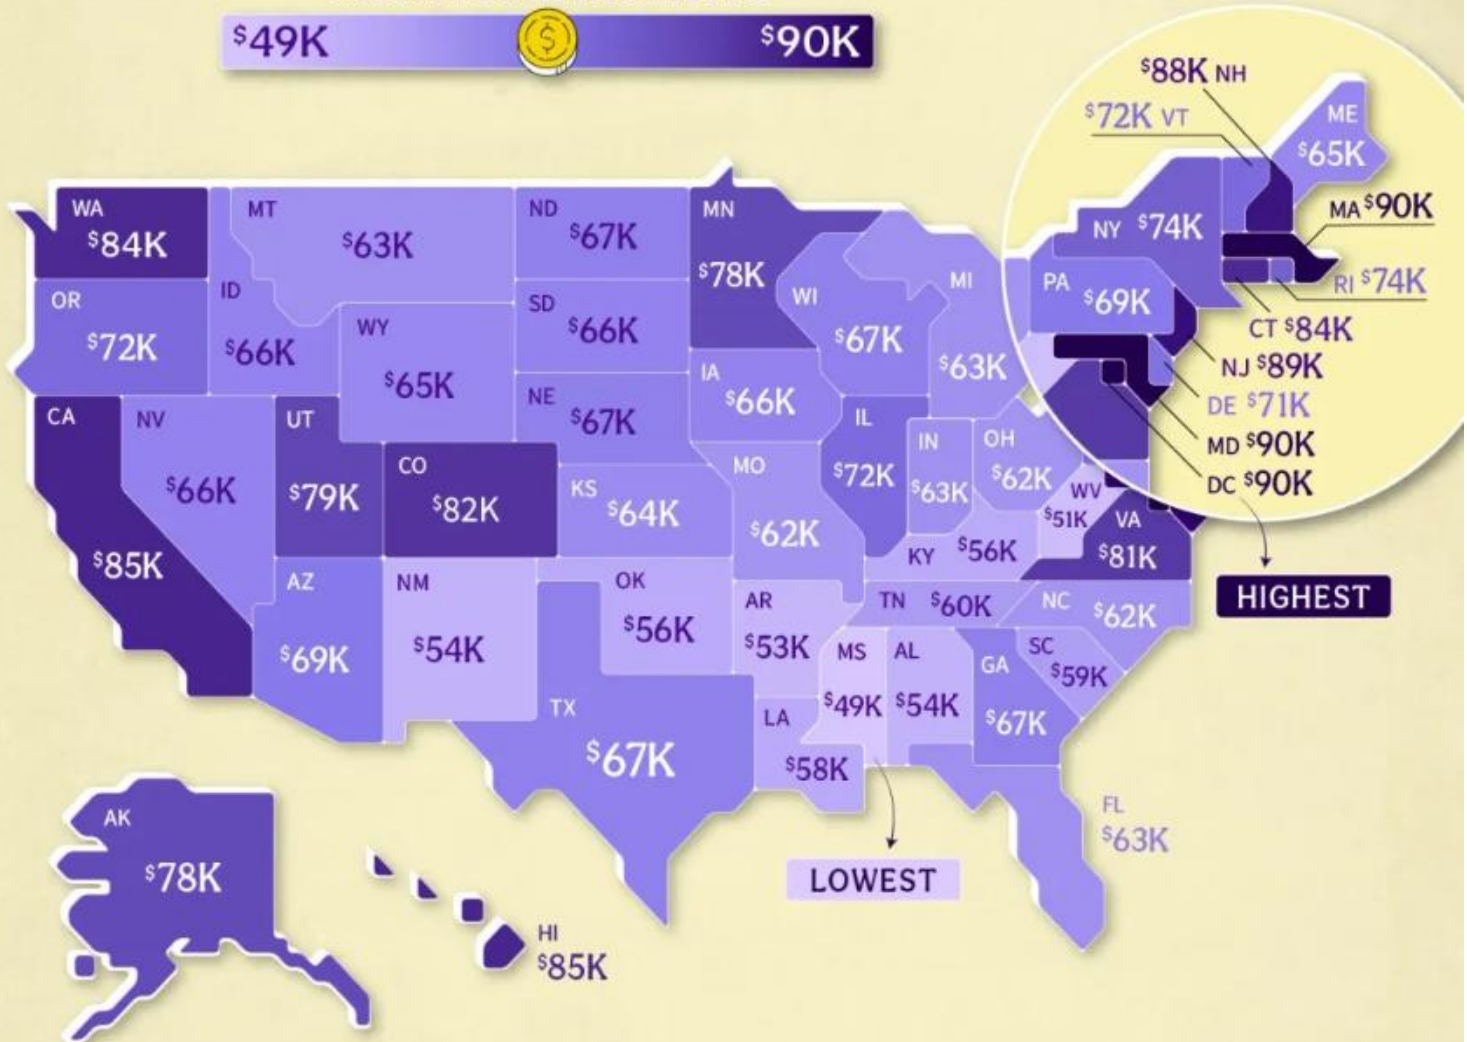 $49K
$90K
$88K NH
$72K VT
ME
$65K
MA $90K
NY $74K
RI $74K
PA
$69K
CT $84K
NJ $89K
DE $71K
MD $90K
DC $90K
HIGHEST
WA
$84K
MT
$63K
ND
$67K
MN
$78K
OR
$72K
ID
$66K
WY
$65K
SD
$66K
WI
$67K
MI
$63K
NE
$67K
IA
$66K
CA
$85K
NV
$66K
UT
$79K
CO
$82K
KS
$64K
MO
$62K
IL
$72K
IN
$63K
OH
$62K
WV
$51K
VA
$81K
KY $56K
AZ
$69K
NM
$54K
OK
$56K
AR
$53K
TN $60K
NC $62K
MS
$49K
AL
$54K
GA
$67K
SC
$59K
TX
$67K
LA
$58K
FL
$63K
LOWEST
AK
$78K
HI
$85K